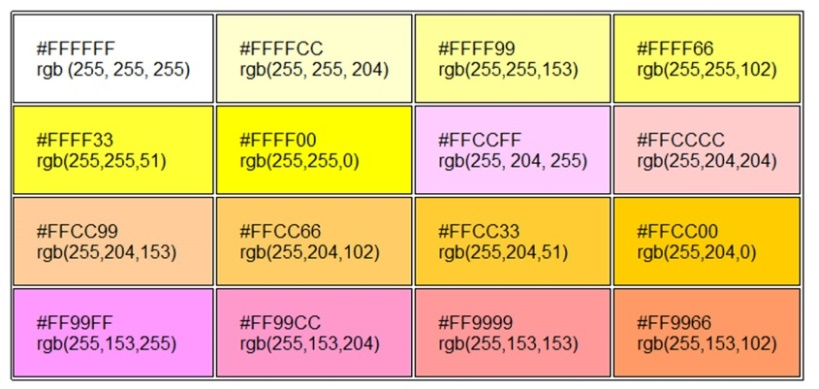 #FFFFFF
rgb (255, 255, 255)
#FFFFCC
rgb(255, 255, 204)
#FFFF99
rgb(255,255,153)
#FFFF66
rgb(255,255,102)
#FFFF33
rgb(255,255,51)
#FFFF00
rgb(255,255,0)
#FFCCFF
rgb(255, 204, 255)
#FFCCCC
rgb(255,204,204)
#FFCC99
rgb(255,204,153)
#FFCC66
rgb(255,204,102)
#FFCC33
rgb(255,204,51)
#FFCC00
rgb(255,204,0)
#FF99FF
rgb(255,153,255)
#FF99CC
rgb(255,153,204)
#FF9999
rgb(255,153,153)
#FF9966
rgb(255,153,102)